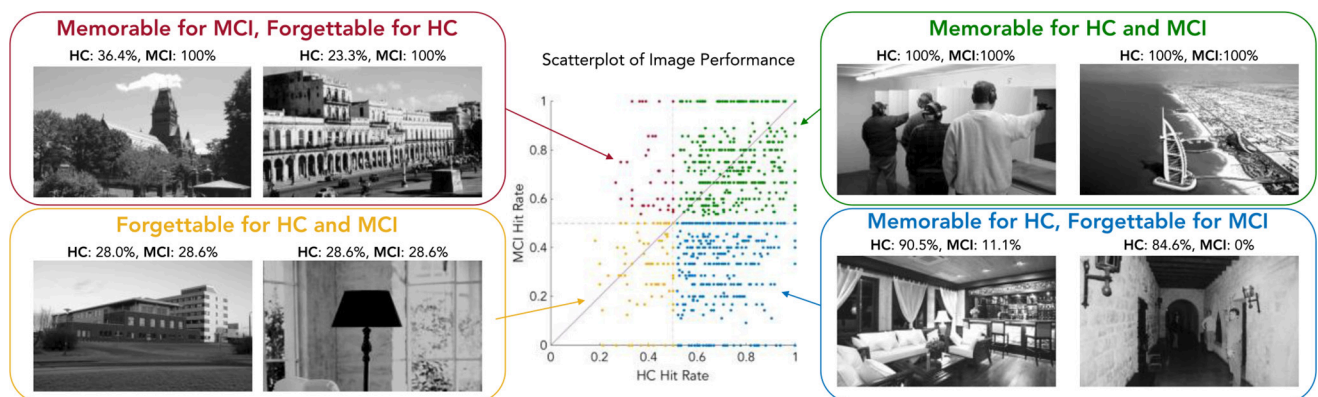 Memorable for MCI, Forgettable for HC
HC: 36.4%, MCI: 100%
HC: 23.3%, MCI: 100%
Forgettable for HC and MCI
HC: 28.0%, MCI: 28.6%
HC: 28.6%, MCI: 28.6%
Scatterplot of Image Performance
MCI Hit Rate
1
0.8
0.6
0.4
0.2
0
0 0.2 0.4 0.6 0.8 1
HC Hit Rate
Memorable for HC and MCI
HC: 100%, MCI:100%
HC: 100%, MCI:100%
Memorable for HC, Forgettable for MCI
HC: 90.5%, MCI: 11.1%
HC: 84.6%, MCI: 0%